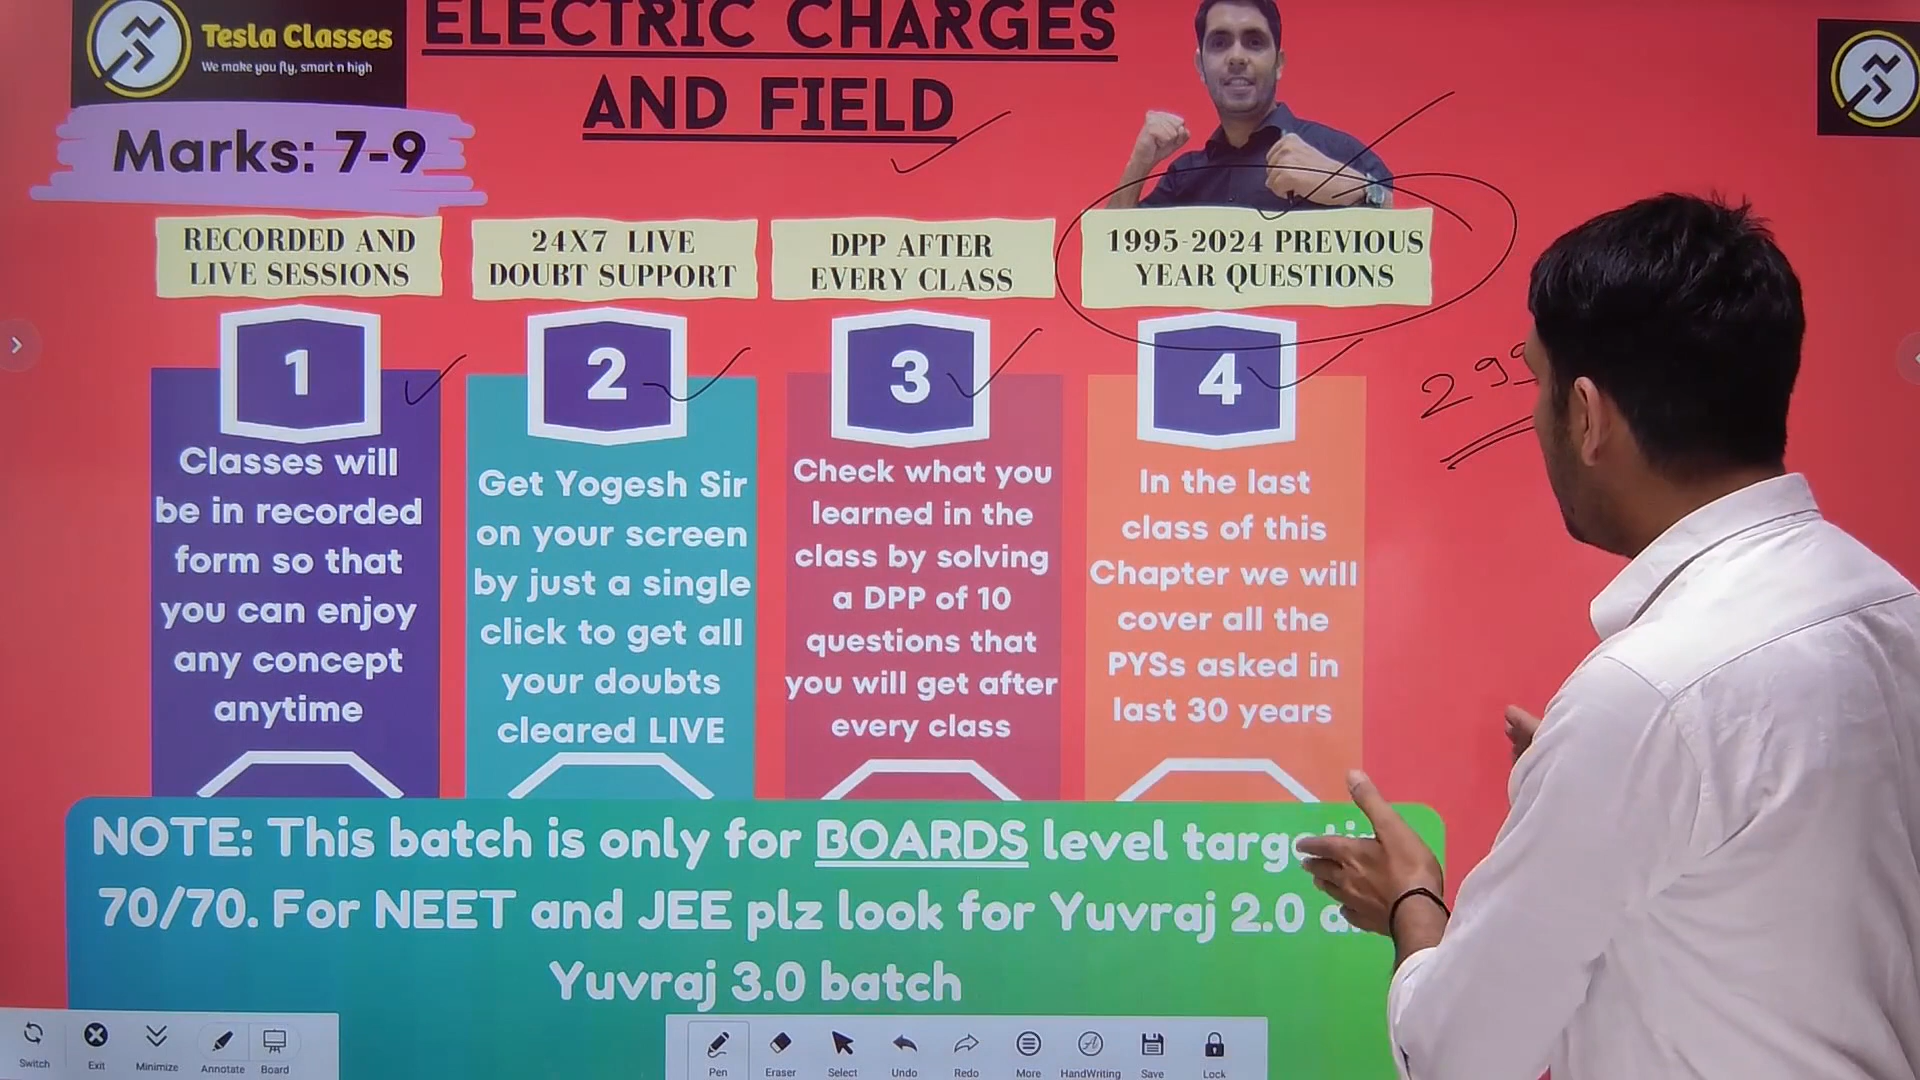 Tesla Classes
We make you fly, smart n high
ELECTRIC CHARGES
AND FIELD
Marks: 7-9
RECORDED AND
LIVE SESSIONS
24X7 LIVE
DOUBT SUPPORT
DPP AFTER
EVERY CLASS
1995-2024 PREVIOUS
YEAR QUESTIONS
1
2
3
4
Classes will
be in recorded
form so that
you can enjoy
any concept
anytime
Get Yogesh Sir
on your screen
by just a single
click to get all
your doubts
cleared LIVE
Check what you
learned in the
class by solving
a DPP of 10
questions that
you will get after
every class
In the last
class of this
Chapter we will
cover all the
PYSs asked in
last 30 years
NOTE: This batch is only for BOARDS level
70/70. For NEET and JEE plz look for Yuvraj 2.0
Yuvraj 3.0 batch
Switch
Exit
Minimize
Annotate
Board
Pen
Eraser
Select
Undo
Redo
More
HandWriting
Save
Lock